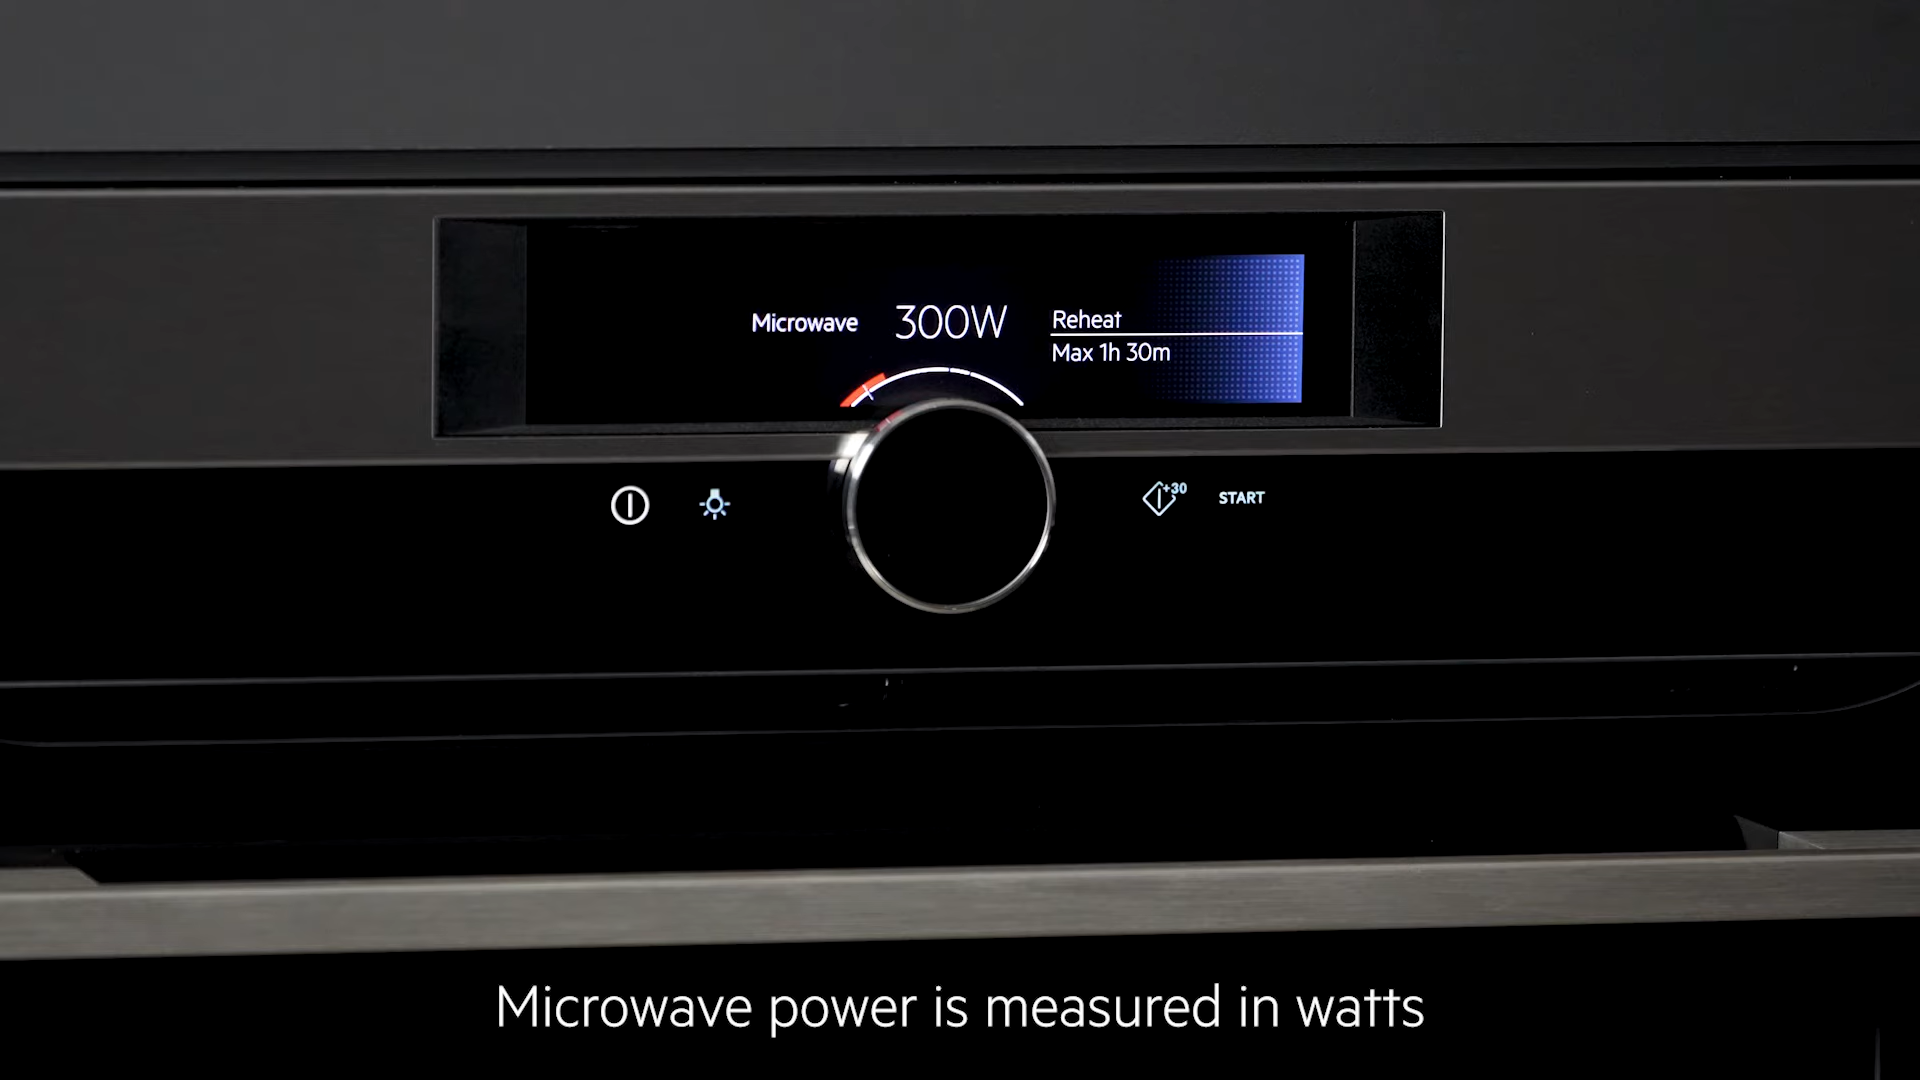 Microwave 300W Reheat
Max 1h 30m
+30 START
Microwave power is measured in watts